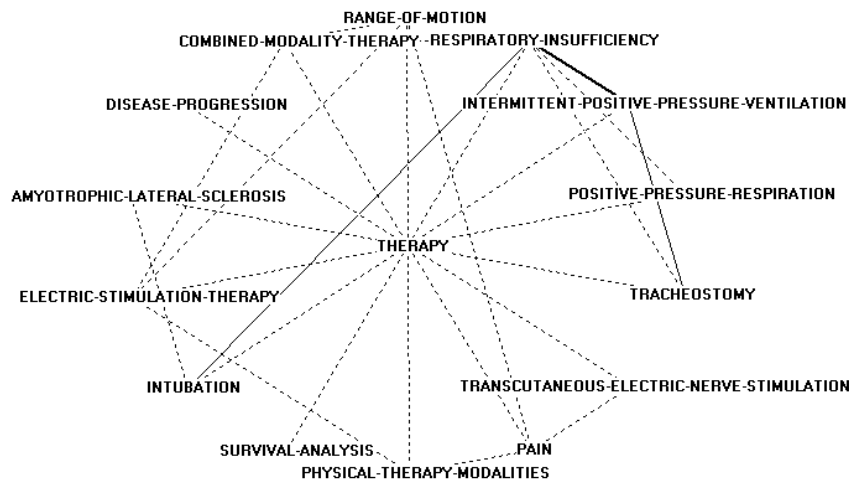 RANGE-OF-MOTION
COMBINED-MODALITY-THERAPY
RESPIRATORY-INSUFFICIENCY
DISEASE-PROGRESSION
INTERMITTENT-POSITIVE-PRESSURE-VENTILATION
AMYOTROPHIC-LATERAL-SCLEROSIS
POSITIVE-PRESSURE-RESPIRATION
THERAPY
ELECTRIC-STIMULATION-THERAPY
TRACHEOSTOMY
INTUBATION
TRANSCUTANEOUS-ELECTRIC-NERVE-STIMULATION
SURVIVAL-ANALYSIS
PAIN
PHYSICAL-THERAPY-MODALITIES